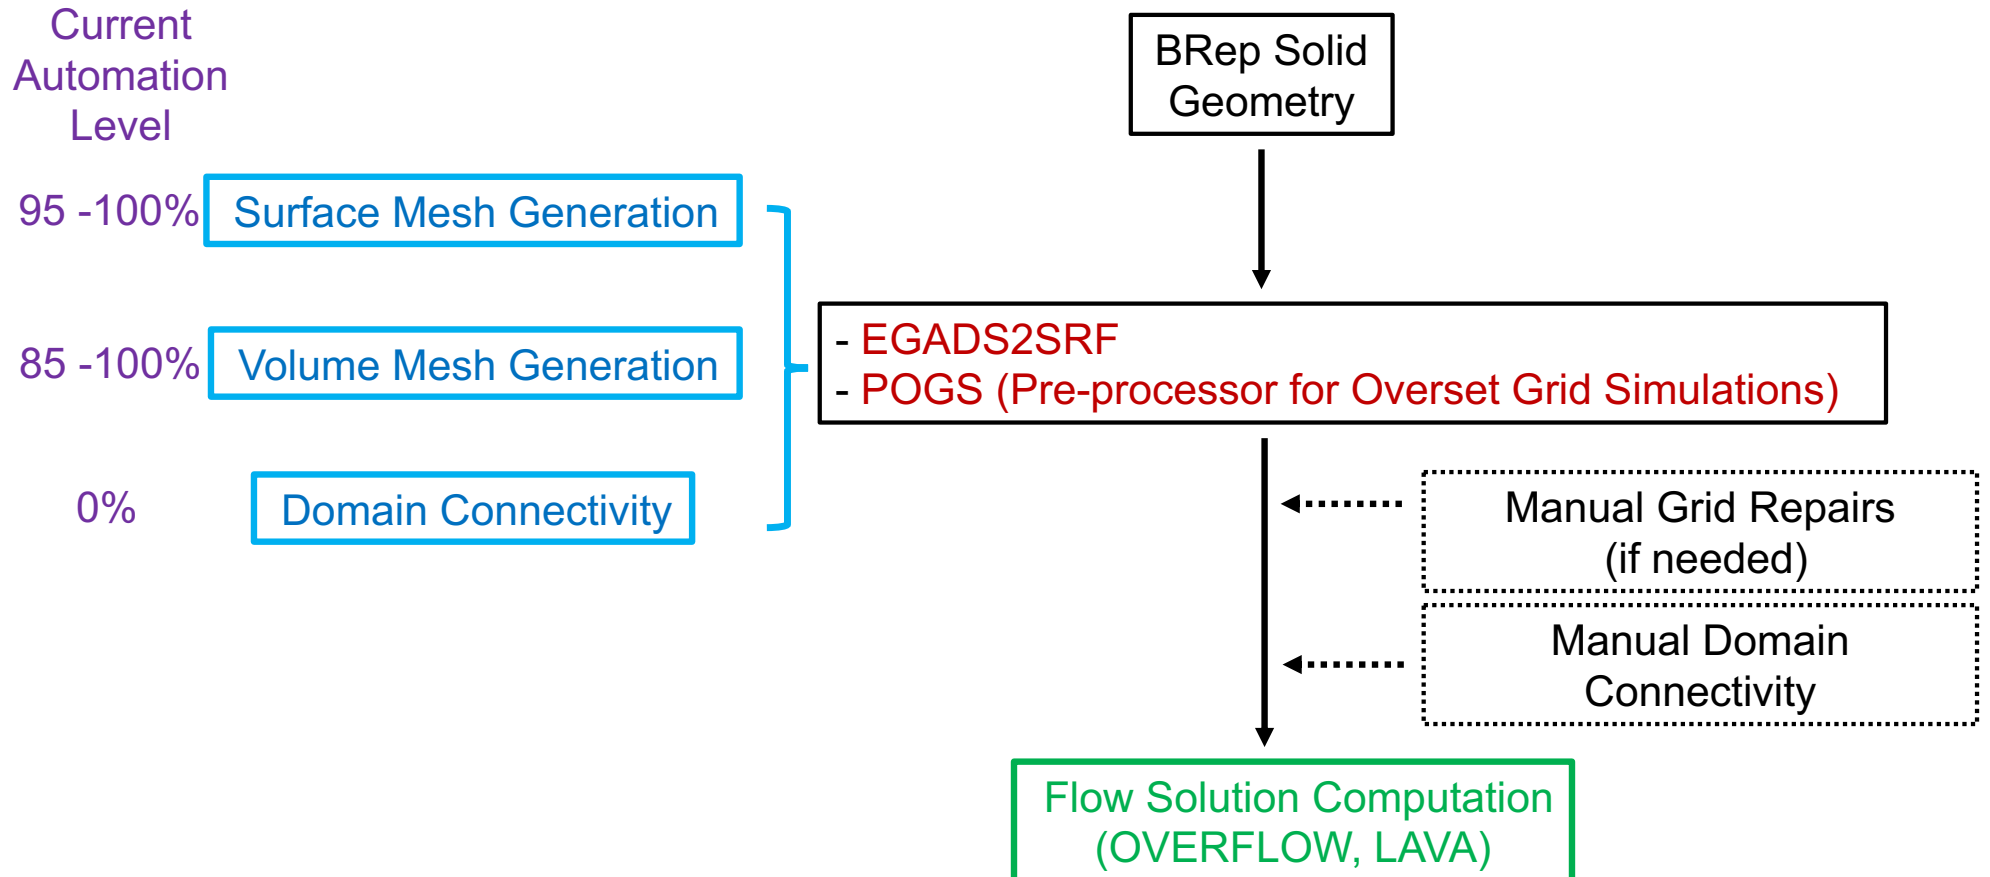 Current
Automation
Level
BRep Solid
Geometry
95 -100%
Surface Mesh Generation
85 -100%
Volume Mesh Generation
0%
Domain Connectivity
- EGADS2SRF
- POGS (Pre-processor for Overset Grid Simulations)
Manual Grid Repairs
(if needed)
Manual Domain
Connectivity
Flow Solution Computation
(OVERFLOW, LAVA)